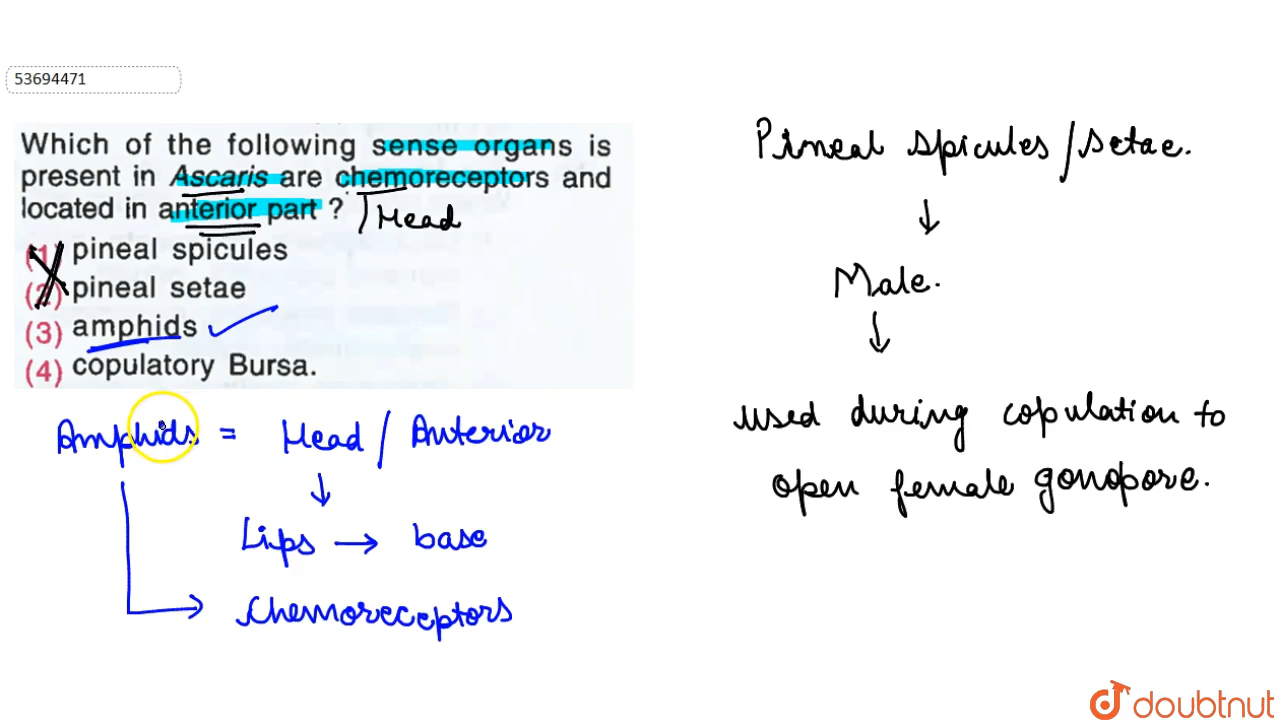 53694471
Which of the following sense organs is
present in Ascaris are chemoreceptors and
located in anterior part ?
Head
(1) pineal spicules
(2) pineal setae
(3) amphids
(4) copulatory Bursa.
Amphids = Head / Anterior
Lips → base
Chemoreceptors
Pineal spicules/setae.
Male.
used during copulation to
open female gonopore.
doubtnut